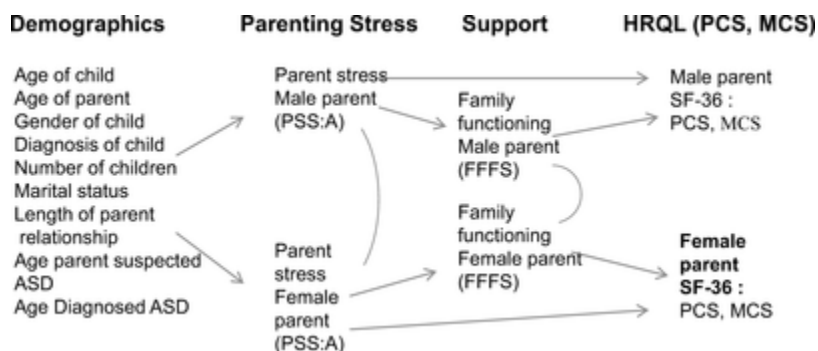 Demographics
Parenting Stress
Support
HRQL (PCS, MCS)
Age of child
Age of parent
Gender of child
Diagnosis of child
Number of children
Marital status
Length of parent
relationship
Age parent suspected
ASD
Age Diagnosed ASD
Parent stress
Male parent
(PSS:A)
Parent
stress
Female
parent
(PSS:A)
Family
functioning
Male parent
(FFFS)
Family
functioning
Female parent
(FFFS)
Male parent
SF-36 :
PCS, MCS
Female
parent
SF-36 :
PCS, MCS